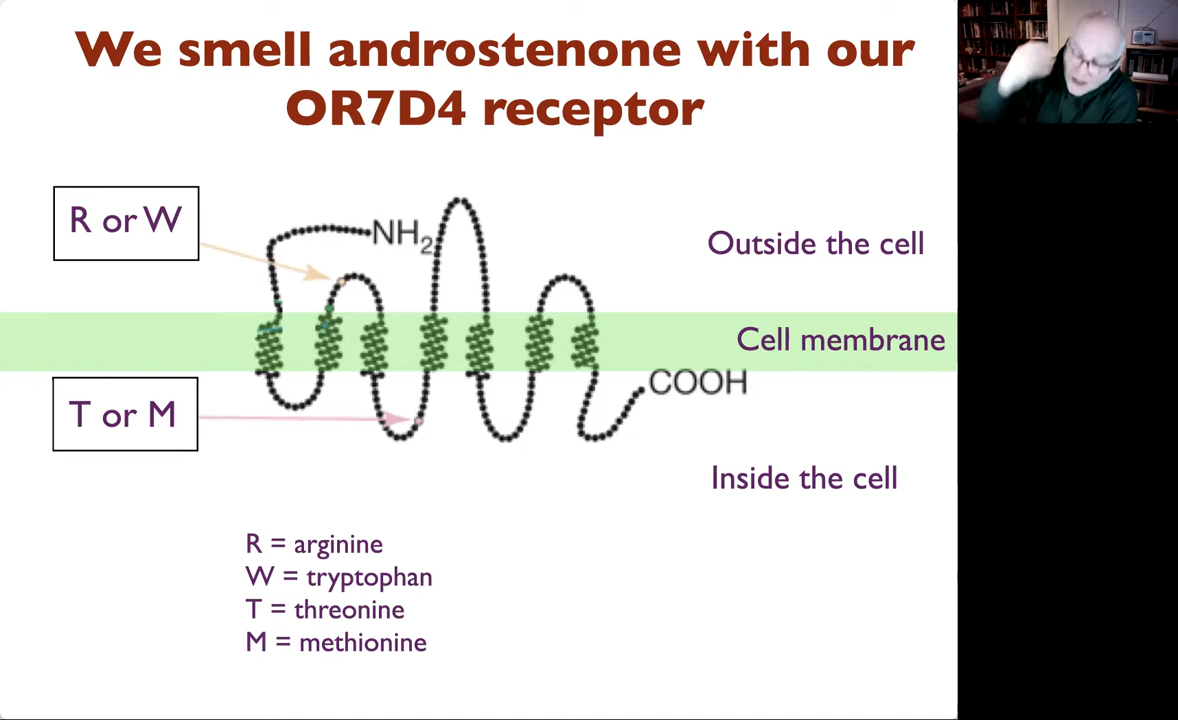 We smell androstenone with our
OR7D4 receptor
R or W
NH2
Outside the cell
Cell membrane
COOH
T or M
Inside the cell
R = arginine
W = tryptophan
T = threonine
M = methionine